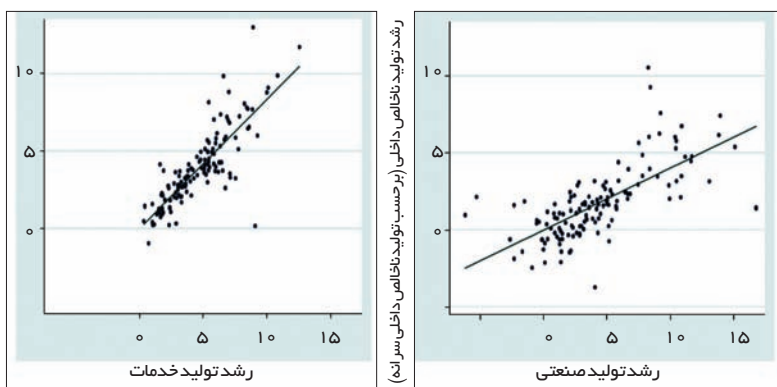 ۱۰
۵
۰
۰ ۵ ۱۰ ۱۵
رشد تولید خدمات
رشد تولید ناخالص داخلی (برحسب تولید ناخالص داخلی سرانه)
۱۰
۵
۰
۰ ۵ ۱۰ ۱۵
رشد تولید صنعتی